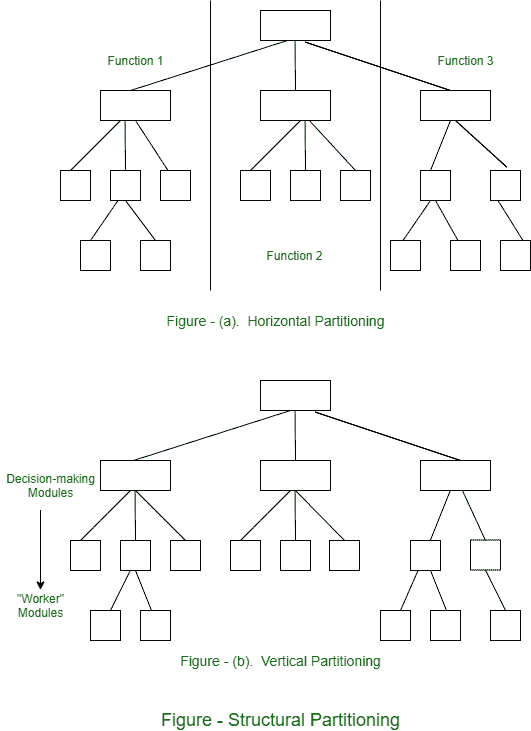 Function 1
Function 3
Function 2
Figure - (a).  Horizontal Partitioning
Decision-making
Modules
"Worker"
Modules
Figure - (b).  Vertical Partitioning
Figure - Structural Partitioning